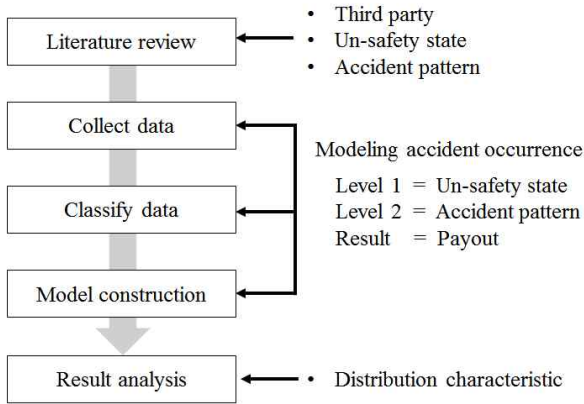 Literature review
• Third party
• Un-safety state
• Accident pattern
Collect data
Classify data
Model construction
Modeling accident occurrence
Level 1 = Un-safety state
Level 2 = Accident pattern
Result = Payout
Result analysis
• Distribution characteristic